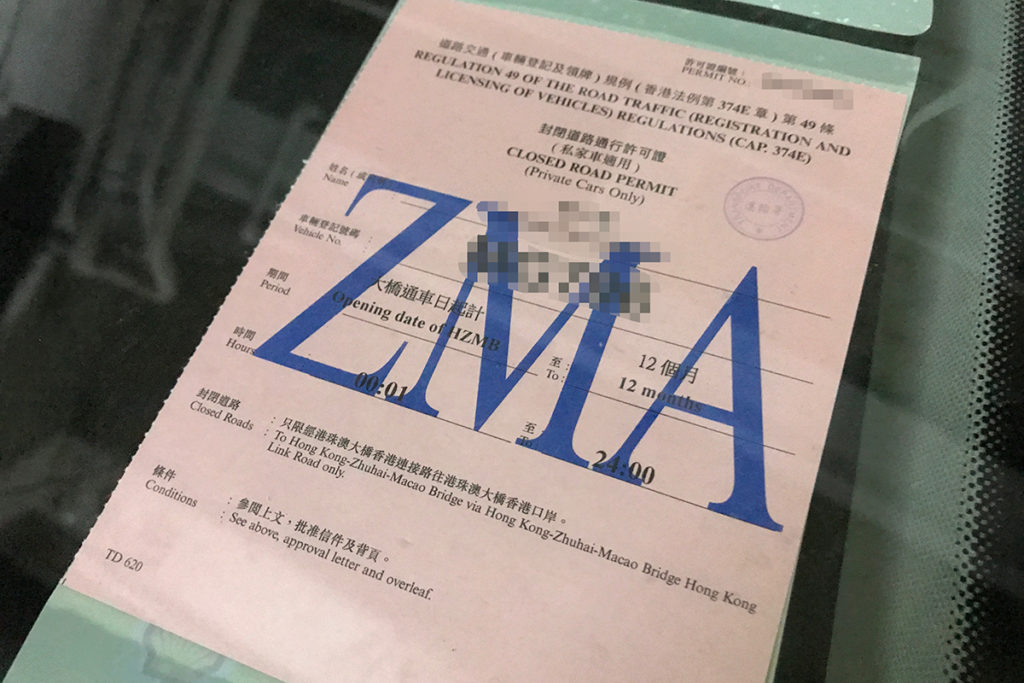 許可證編號：
PERMIT NO.
道路交通（車輛登記及領牌）規例（香港法例第 374E 章）第 49 條
REGULATION 49 OF THE ROAD TRAFFIC (REGISTRATION AND
LICENSING OF VEHICLES) REGULATIONS (CAP. 374E)
封閉道路通行許可證
（私家車適用）
CLOSED ROAD PERMIT
(Private Cars Only)
運輸署
姓名（
Name
車輛登記號碼 :
Vehicle No. :
ZMA
期間
Period
大橋通車日起計
Opening date of HZMB
至 :
To :
12 個月
12 months
時間
Hours
00:01
至
To
24:00
封閉道路 : 只限經港珠澳大橋香港連接路往港珠澳大橋香港口岸。
Closed Roads : To Hong Kong-Zhuhai-Macao Bridge via Hong Kong-Zhuhai-Macao Bridge Hong Kong
Link Road only.
條件 : 參閱上文，批准信件及背頁。
Conditions : See above, approval letter and overleaf.
TD 620